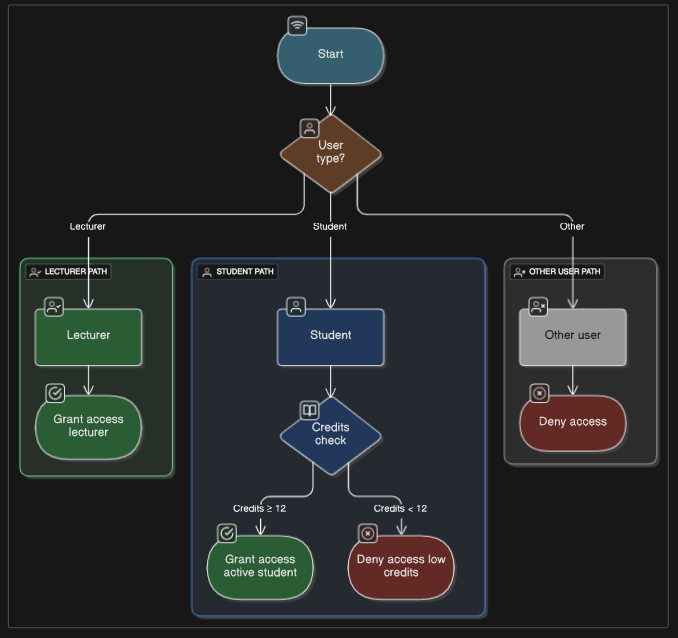 Start
User
type?
Lecturer
Student
Other
LECTURER PATH
STUDENT PATH
OTHER USER PATH
Lecturer
Student
Other user
Grant access
lecturer
Credits
check
Deny access
Credits ≥ 12
Credits < 12
Grant access
active student
Deny access low
credits